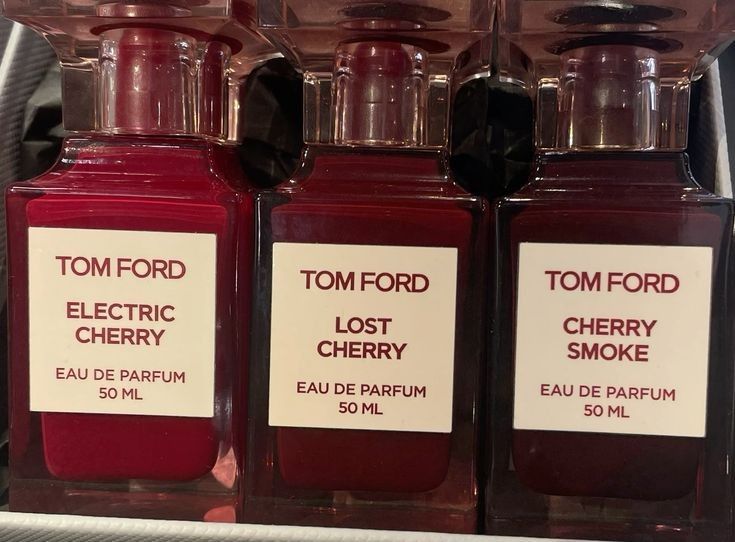 TOM FORD
ELECTRIC
CHERRY
EAU DE PARFUM
50 ML
TOM FORD
LOST
CHERRY
EAU DE PARFUM
50 ML
TOM FORD
CHERRY
SMOKE
EAU DE PARFUM
50 ML